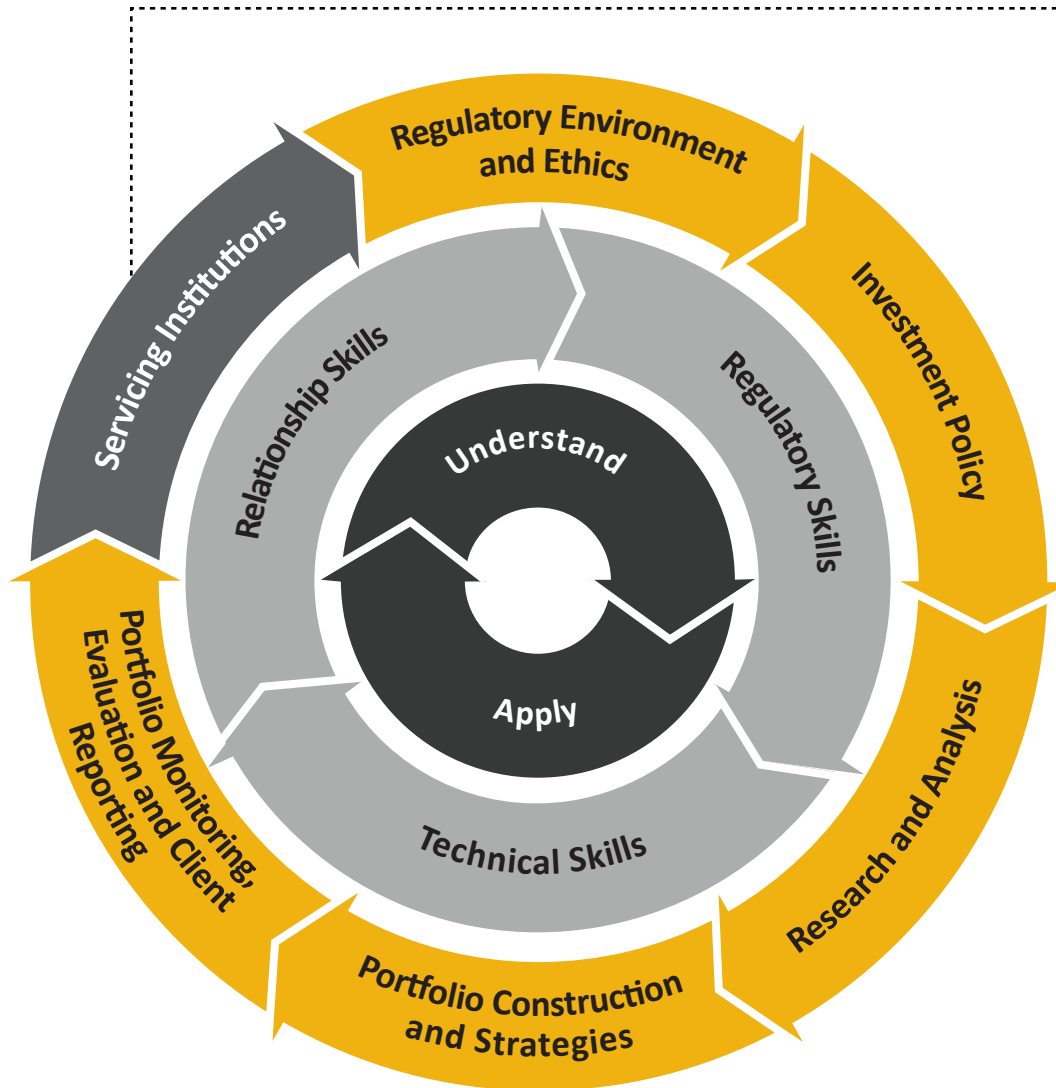 Regulatory Environment
and Ethics
Investment Policy
Research and Analysis
Portfolio Construction
and Strategies
Portfolio Monitoring,
Evaluation and Client
Reporting
Servicing Institutions
Relationship Skills
Regulatory Skills
Technical Skills
Understand
Apply